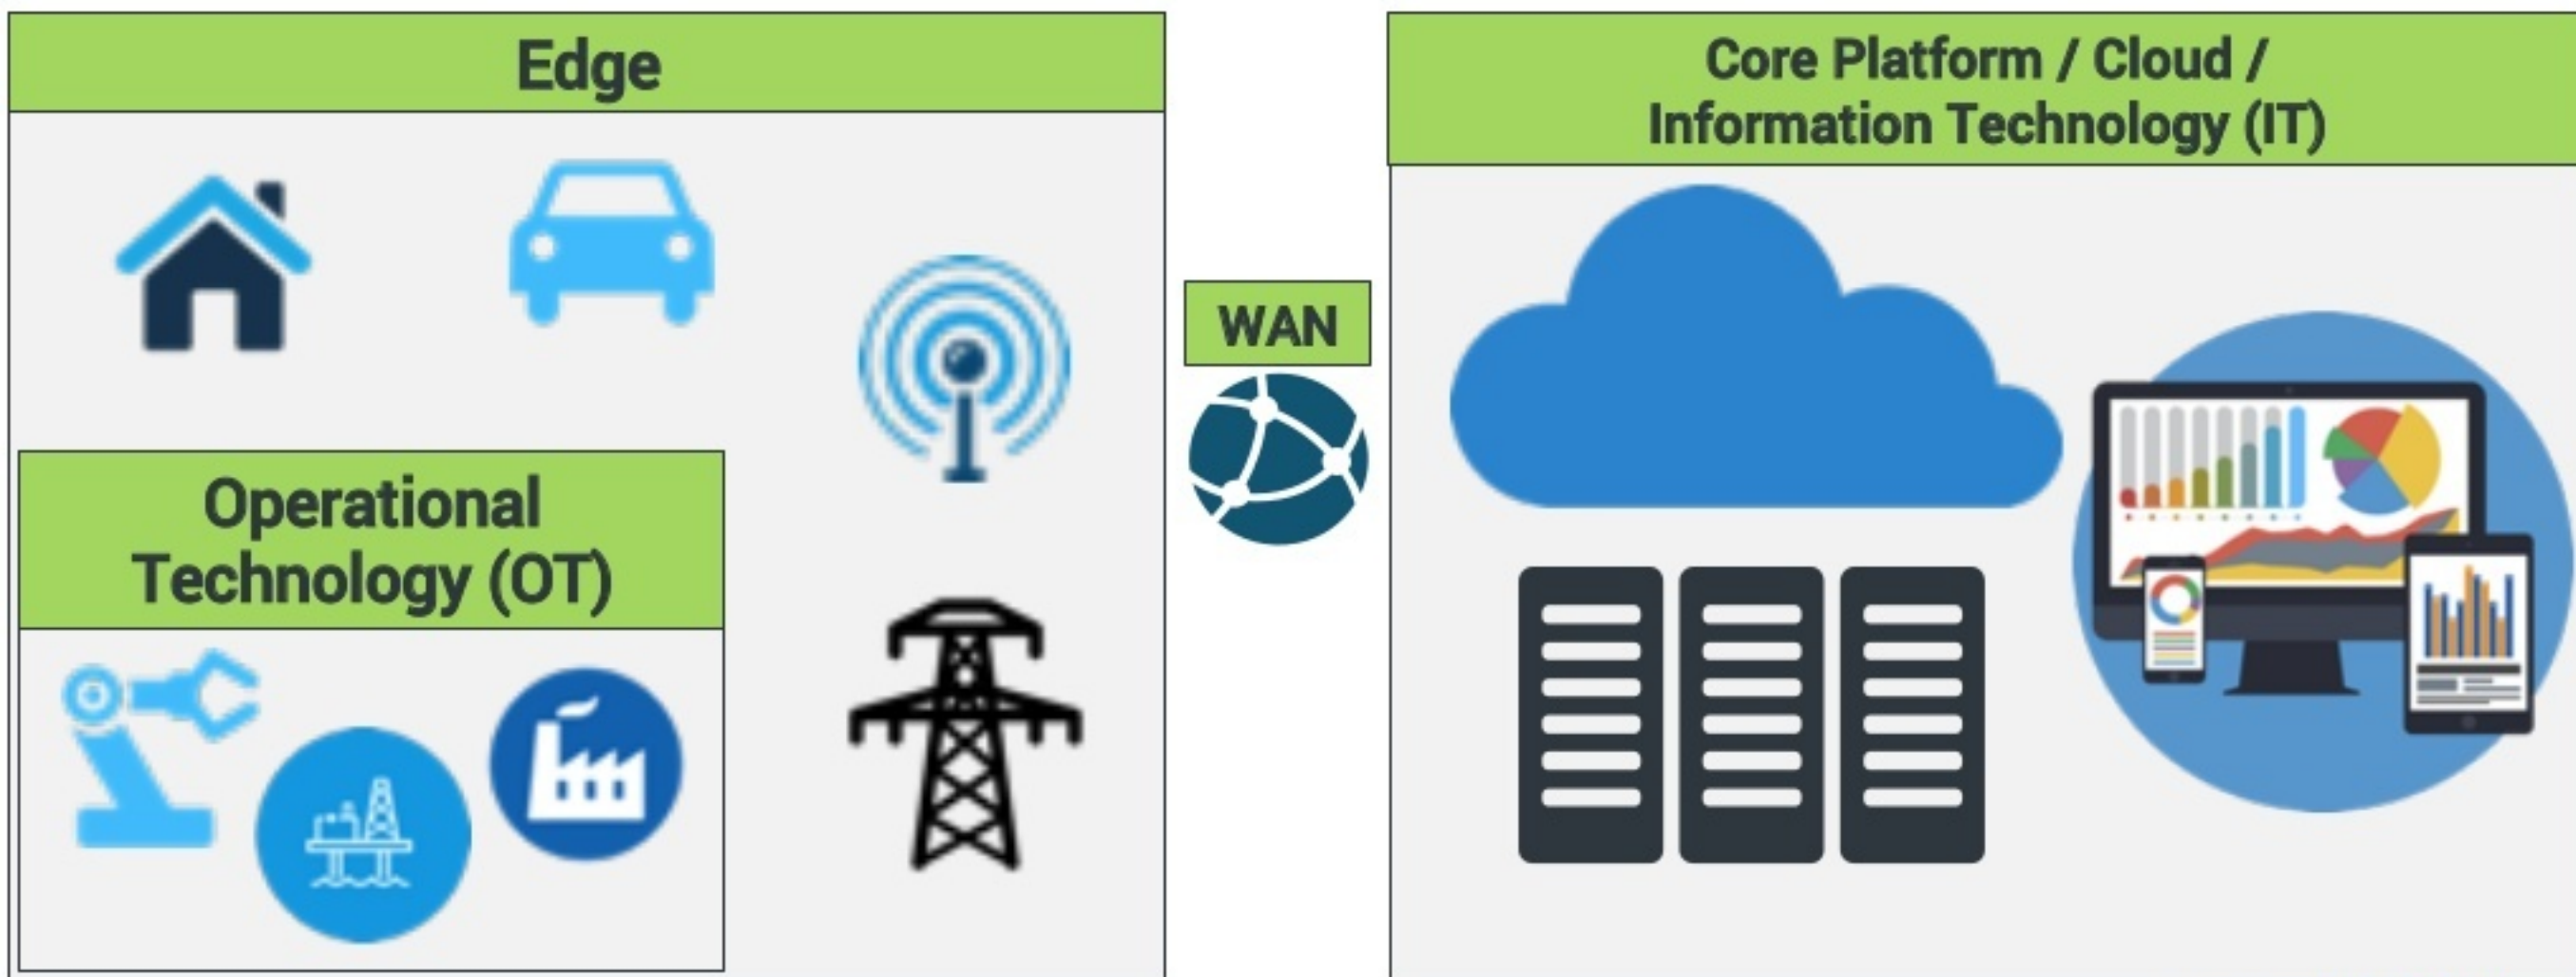 Edge
Operational
Technology (OT)
WAN
Core Platform / Cloud /
Information Technology (IT)